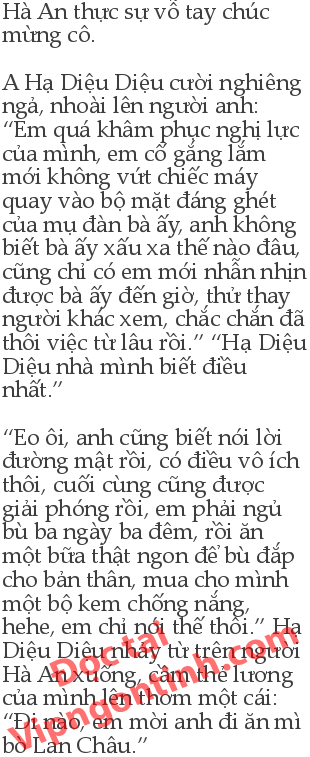 Hà An thực sự vỗ tay chúc
mừng cô.
A Hạ Diệu Diệu cười nghiêng
ngả, nhoài lên người anh:
“Em quá khâm phục nghị lực
của mình, em cố gắng lắm
mới không vứt chiếc máy
quay vào bộ mặt đáng ghét
của mụ đàn bà ấy, anh không
biết bà ấy xấu xa thế nào đâu,
cũng chỉ có em mới nhẫn nhịn
được bà ấy đến giờ, thử thay
người khác xem, chắc chắn đã
thôi việc từ lâu rồi.” “Hạ Diệu
Diệu nhà mình biết điều
nhất.”
“Eo ôi, anh cũng biết nói lời
đường mật rồi, có điều vô ích
thôi, cuối cùng cũng được
giải phóng rồi, em phải ngủ
bù ba ngày ba đêm, rồi ăn
một bữa thật ngon để bù đắp
cho bản thân, mua cho mình
một bộ kem chống nắng,
hehe, em chỉ nói thế thôi.” Hạ
Diệu Diệu nhảy từ trên người
Hà An xuống, cầm thẻ lương
của mình lên thơm một cái:
“Đi nào, em mời anh đi ăn mì
bò Lan Châu.”
Đọc tại
Vipngontinh.com